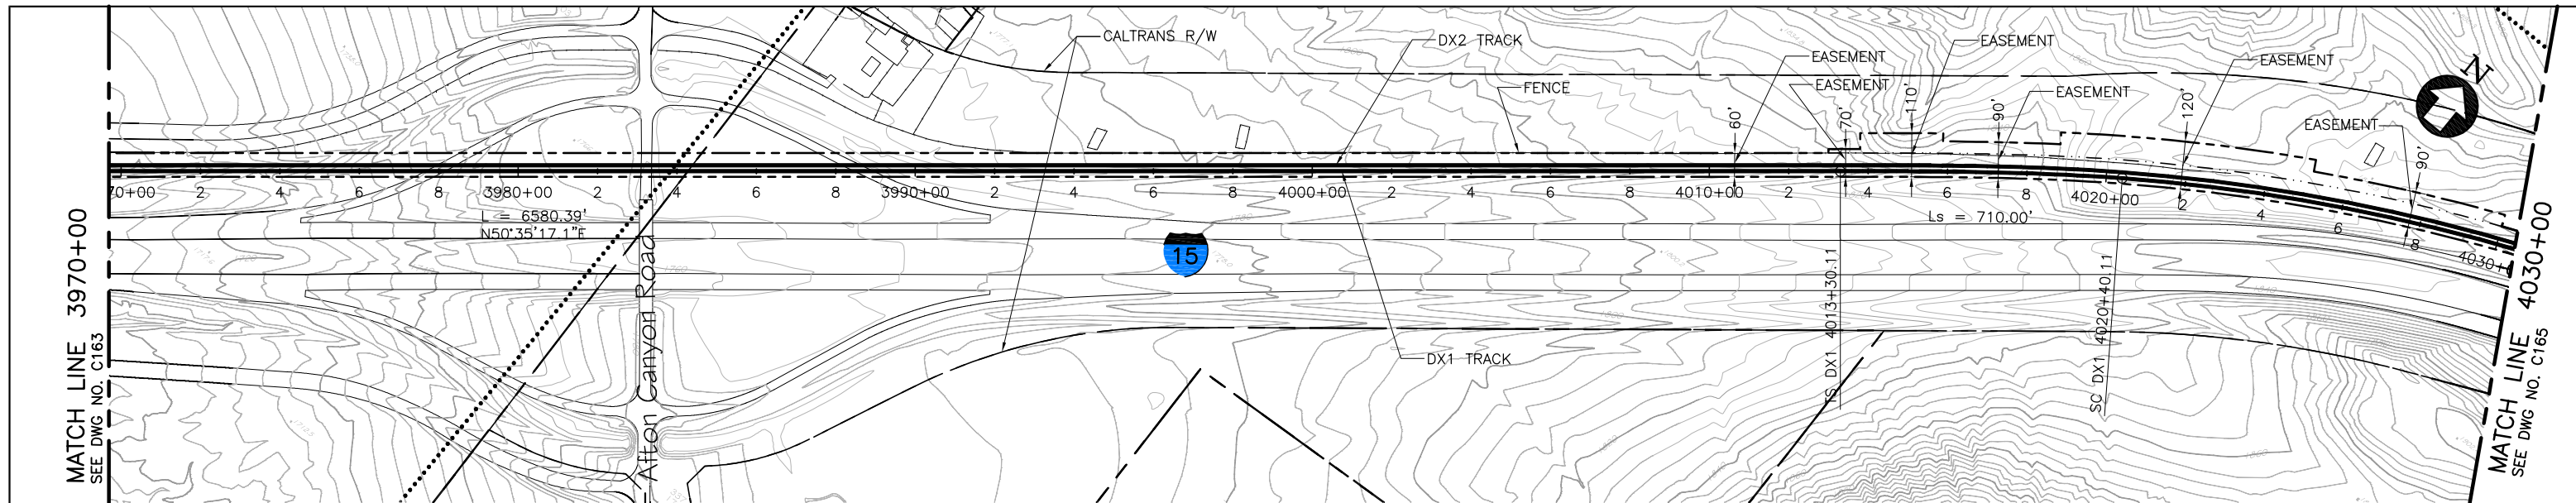 CALTRANS R/W
DX2 TRACK
EASEMENT
EASEMENT
EASEMENT
EASEMENT
EASEMENT
EASEMENT
FENCE
60'
70'
110'
90'
120'
90'
N
70+00 2 4 6 8 3980+00 2 4 6 8 3990+00 2 4 6 8 4000+00 2 4 6 8 4010+00 2 4 6 8 4020+00 2 4 6 8 4030+
L = 6580.39'
N50°35'17.1"E
Ls = 710.00'
15
Afton Canyon Road
DX1 TRACK
TS DX1 4013+30.11
SC DX1 4020+40.11
MATCH LINE 3970+00
SEE DWG NO. C163
MATCH LINE 4030+00
SEE DWG NO. C165